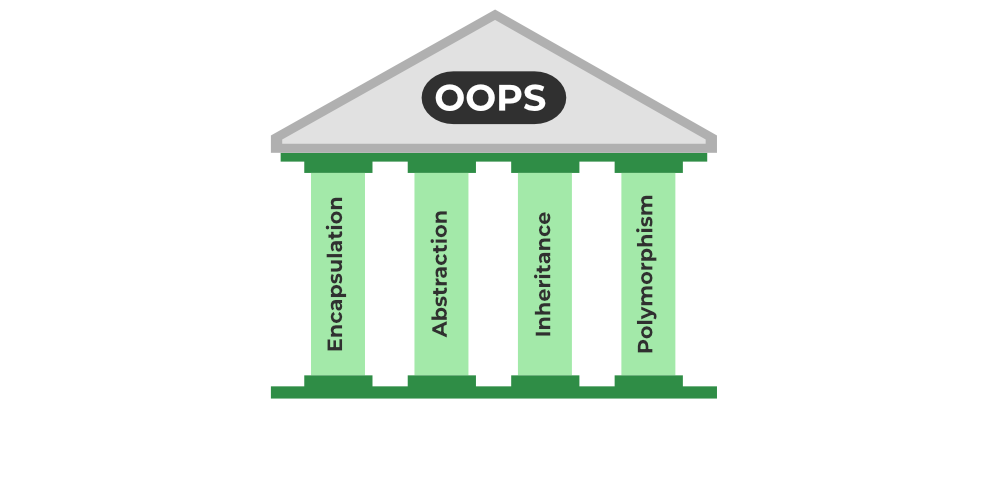 OOPS
Encapsulation
Abstraction
Inheritance
Polymorphism